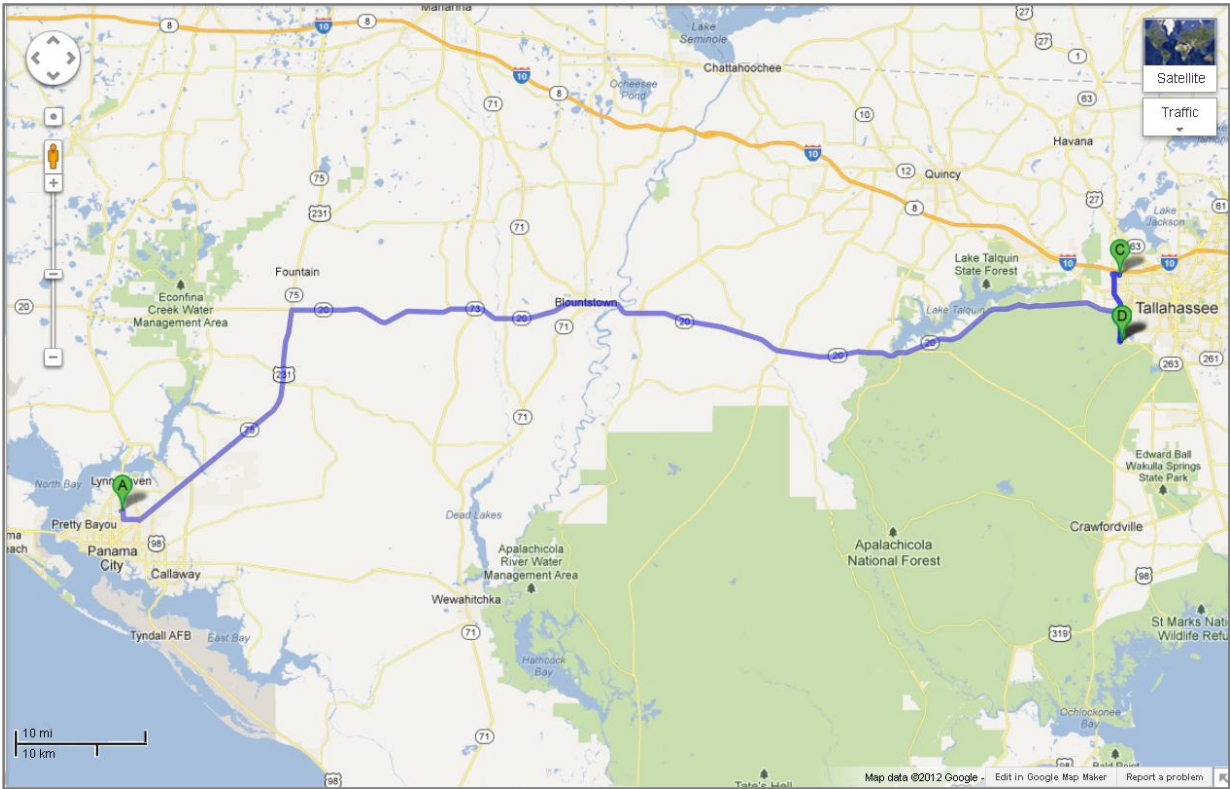 Marianna
Lake
Seminole
27
8
10
8
27
1
Satellite
Traffic
Chattahoochee
10
Ocheesee
Pond
8
71
63
10
Havana
10
12
Quincy
75
231
8
27
61
71
Lake
Jackson
63
C
10
10
Lake Talquin
State Forest
Fountain
75
20
Econfina
Creek Water
Management Area
20
73
20
Blountstown
71
20
Lake Talquin
D
Tallahassee
20
20
263
261
231
75
71
Edward Ball
Wakulla Springs
State Park
North Bay
A
Pretty Bayou
98
Panama
City
Callaway
Dead Lakes
Crawfordville
Apalachicola
National Forest
Apalachicola
River Water
Management Area
98
Wewahitchka
71
Tyndall AFB
East Bay
319
St Marks Nati
Wildlife Refu
Hathcock
Bay
Ochlockonee
Bay
10 mi
10 km
71
98
98
Bald Point
Tate's Hell
Map data ©2012 Google -
Edit in Google Map Maker
Report a problem